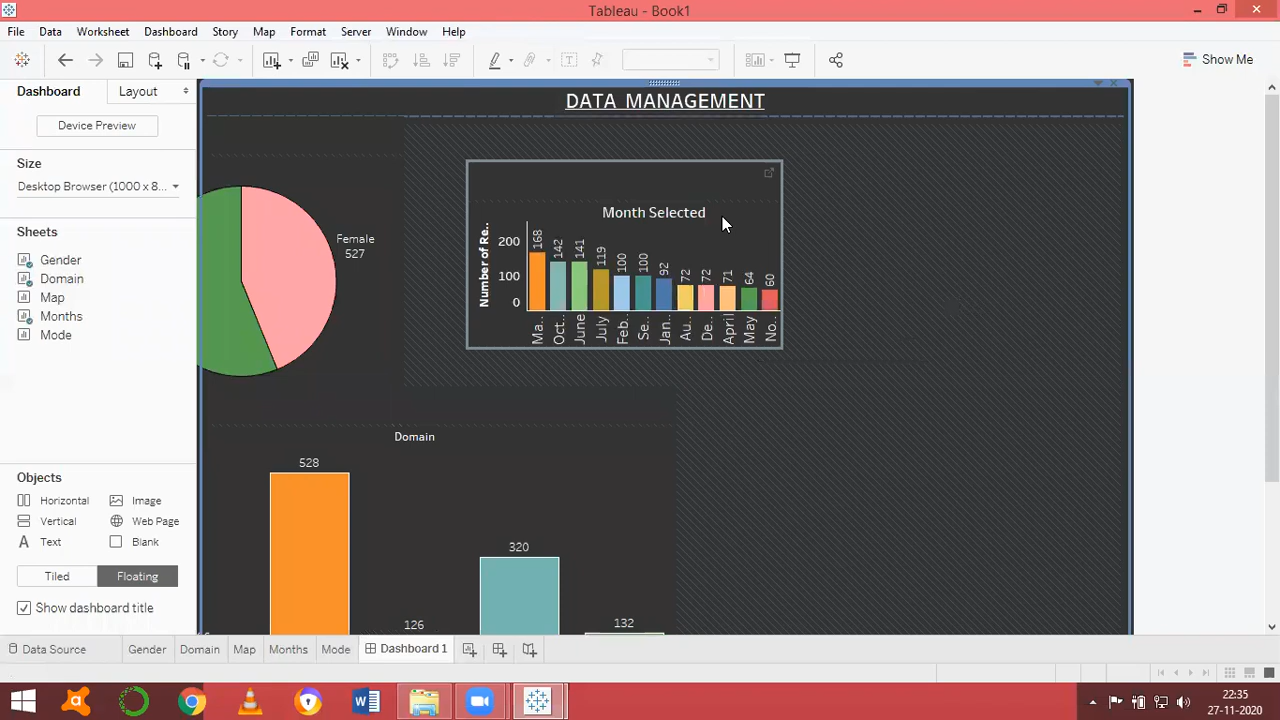 Tableau - Book1
File Data Worksheet Dashboard Story Map Format Server Window Help
Show Me
Dashboard Layout
Device Preview
Size
Desktop Browser (1000 x 8...
Sheets
Gender
Domain
Map
Months
Mode
Objects
Horizontal Image
Vertical Web Page
Text Blank
Tiled Floating
Show dashboard title
DATA MANAGEMENT
Female
527
Month Selected
Number of Re..
200
100
0
168 142 141 119 100 100 92 72 72 71 64 60
Ma.. Oct.. June July Feb.. Se.. Jan.. Au.. De.. April May No..
Domain
528
126
320
132
Data Source Gender Domain Map Months Mode Dashboard 1
22:35
27-11-2020